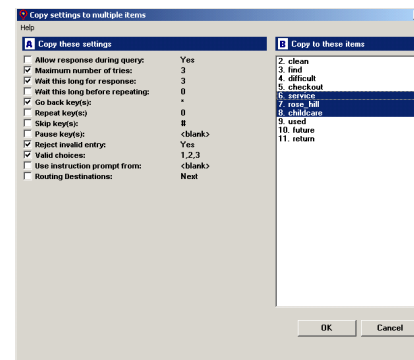 Copy settings to multiple items
Help
A Copy these settings
Allow response during query: Yes
Maximum number of tries: 3
Wait this long for response: 3
Wait this long before repeating: 0
Go back key(s): *
Repeat key(s:) 0
Skip key(s): #
Pause key(s): <blank>
Reject invalid entry: Yes
Valid choices: 1,2,3
Use instruction prompt from: <blank>
Routing Destinations: Next
B Copy to these items
2. clean
3. find
4. difficult
5. checkout
6. service
7. rose_hill
8. childcare
9. used
10. future
11. return
OK Cancel